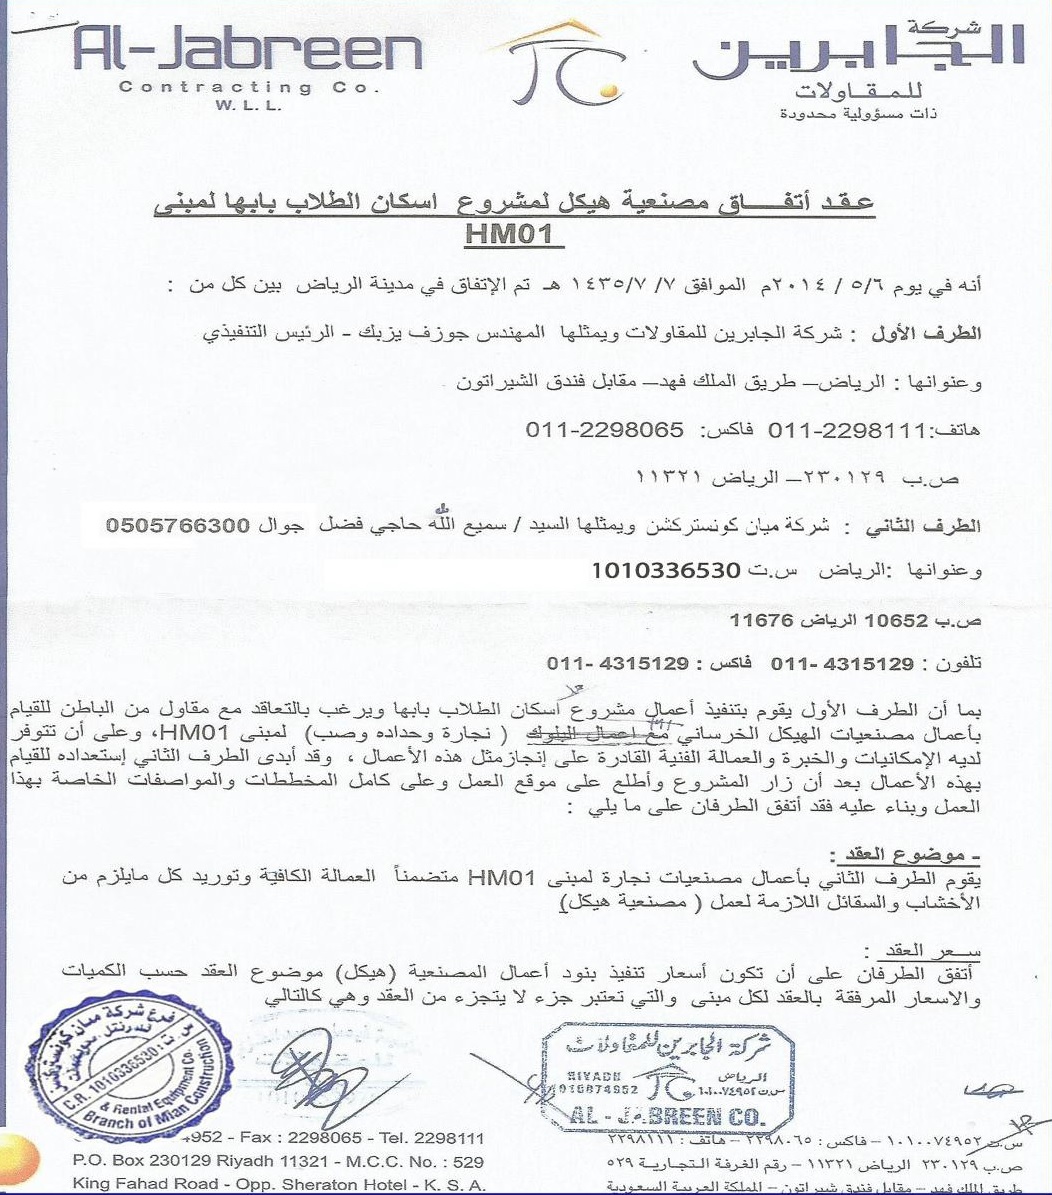 Al-Jabreen
Contracting Co.
W. L. L.
شركة
الجابرين
للمقاولات
ذات مسؤولية محدودة
عقد أتفــــاق مصنعية هيكل لمشروع اسكان الطلاب بابها لمبنى
HM01
أنه في يوم ٥/٦ / ٢٠١٤م الموافق ٧ /١٤٣٥/٧ هـ تم الإتفاق في مدينة الرياض بين كل من :
الطرف الأول : شركة الجابرين للمقاولات ويمثلها المهندس جوزف يزبك - الرئيس التنفيذي
وعنوانها : الرياض– طريق الملك فهد– مقابل فندق الشيراتون
هاتف:011-2298111 فاكس: 011-2298065
ص.ب ٢٣٠١٢٩– الرياض ١١٣٢١
الطرف الثاني : شركة ميان كونستركشن ويمثلها السيد / سميع الله حاجي فضل جوال 0505766300
وعنوانها :الرياض س.ت 1010336530
ص.ب 10652 الرياض 11676
تلفون : 4315129 -011 فاكس : 4315129 -011
بما أن الطرف الأول يقوم بتنفيذ أعمال مشروع اسكان الطلاب بابها ويرغب بالتعاقد مع مقاول من الباطن للقيام
بأعمال مصنعيات الهيكل الخرساني مع اعمال البلوك ( نجارة وحداده وصب) لمبنى HM01، وعلى أن تتوفر
لديه الإمكانيات والخبرة والعمالة الفنية القادرة على إنجازمثل هذه الأعمال ، وقد أبدى الطرف الثاني إستعداده للقيام
بهذه الأعمال بعد أن زار المشروع وأطلع على موقع العمل وعلى كامل المخططات والمواصفات الخاصة بهذا
العمل وبناء عليه فقد أتفق الطرفان على ما يلي :
- موضوع العقد :
يقوم الطرف الثاني بأعمال مصنعيات نجارة لمبنى HM01 متضمناً العمالة الكافية وتوريد كل مايلزم من
الأخشاب والسقائل اللازمة لعمل ( مصنعية هيكل)
سعر العقد :
أتفق الطرفان على أن تكون أسعار تنفيذ بنود أعمال المصنعية (هيكل) موضوع العقد حسب الكميات
والاسعار المرفقة بالعقد لكل مبنى والتي تعتبر جزء لا يتجزء من العقد وهي كالتالي
فرع شركة ميان كونستركشن
س.ت: 1010336530
C.R. 1010336530
& Rental Equipment Co.
Branch of Mian Construction
شركة الجابرين للمقاولات
RIYADH
الرياض
016874952
س.ت ١٠١٠٠٧٤٩٥٢
AL - JABREEN CO.
4952 - Fax : 2298065 - Tel. 2298111
P.O. Box 230129 Riyadh 11321 - M.C.C. No. : 529
King Fahad Road - Opp. Sheraton Hotel - K. S. A.
س.ت ١٠١٠٠٧٤٩٥٢ – فاكس : ٢٢٩٨٠٦٥ – هاتف : ٢٢٩٨١١١
ص.ب ٢٣٠١٢٩ الرياض ١١٣٢١ – رقم الغرفة التجارية ٥٢٩
طريق الملك فهد - مقابل فندق شيراتون - المملكة العربية السعودية